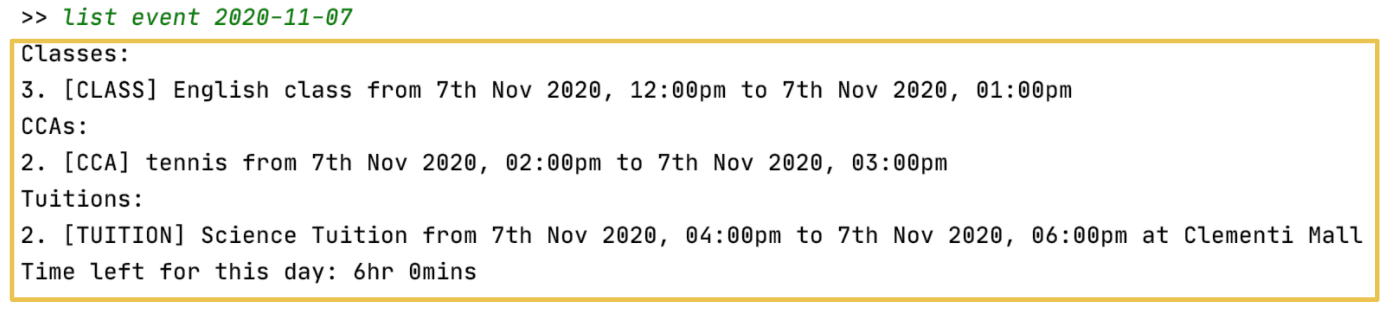 >> list event 2020-11-07
Classes:
3. [CLASS] English class from 7th Nov 2020, 12:00pm to 7th Nov 2020, 01:00pm
CCAs:
2. [CCA] tennis from 7th Nov 2020, 02:00pm to 7th Nov 2020, 03:00pm
Tuitions:
2. [TUITION] Science Tuition from 7th Nov 2020, 04:00pm to 7th Nov 2020, 06:00pm at Clementi Mall
Time left for this day: 6hr 0mins